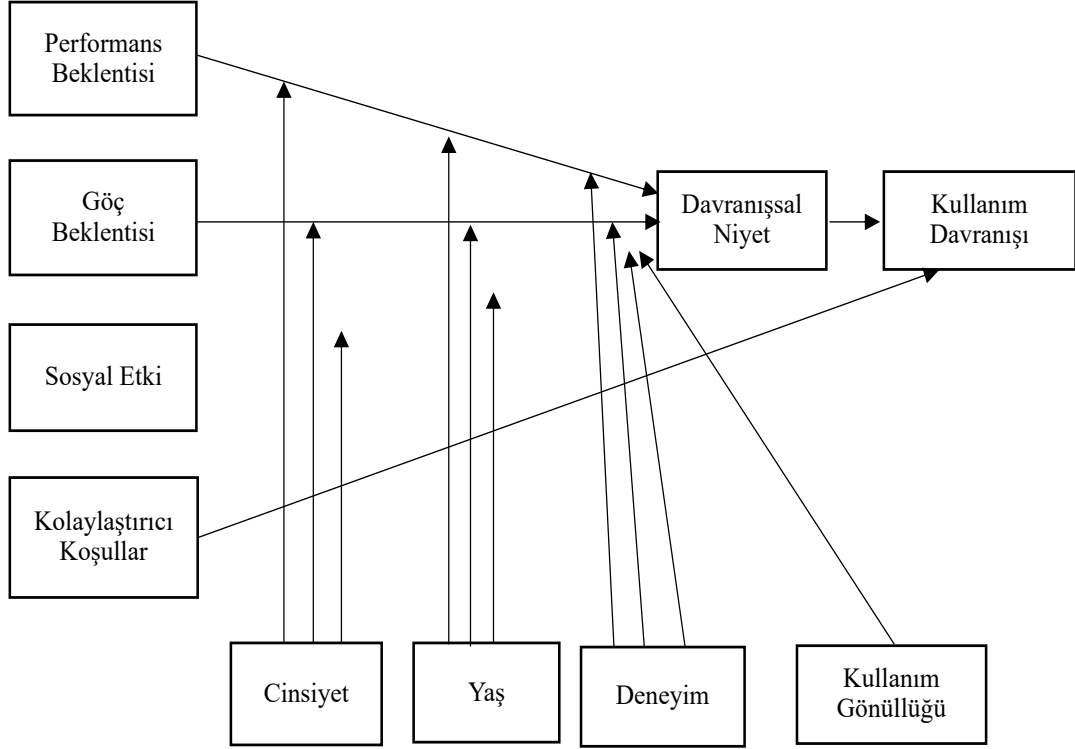 Performans
Beklentisi
Göç
Beklentisi
Davranışsal
Niyet
Kullanım
Davranışı
Sosyal Etki
Kolaylaştırıcı
Koşullar
Cinsiyet
Yaş
Deneyim
Kullanım
Gönüllüğü